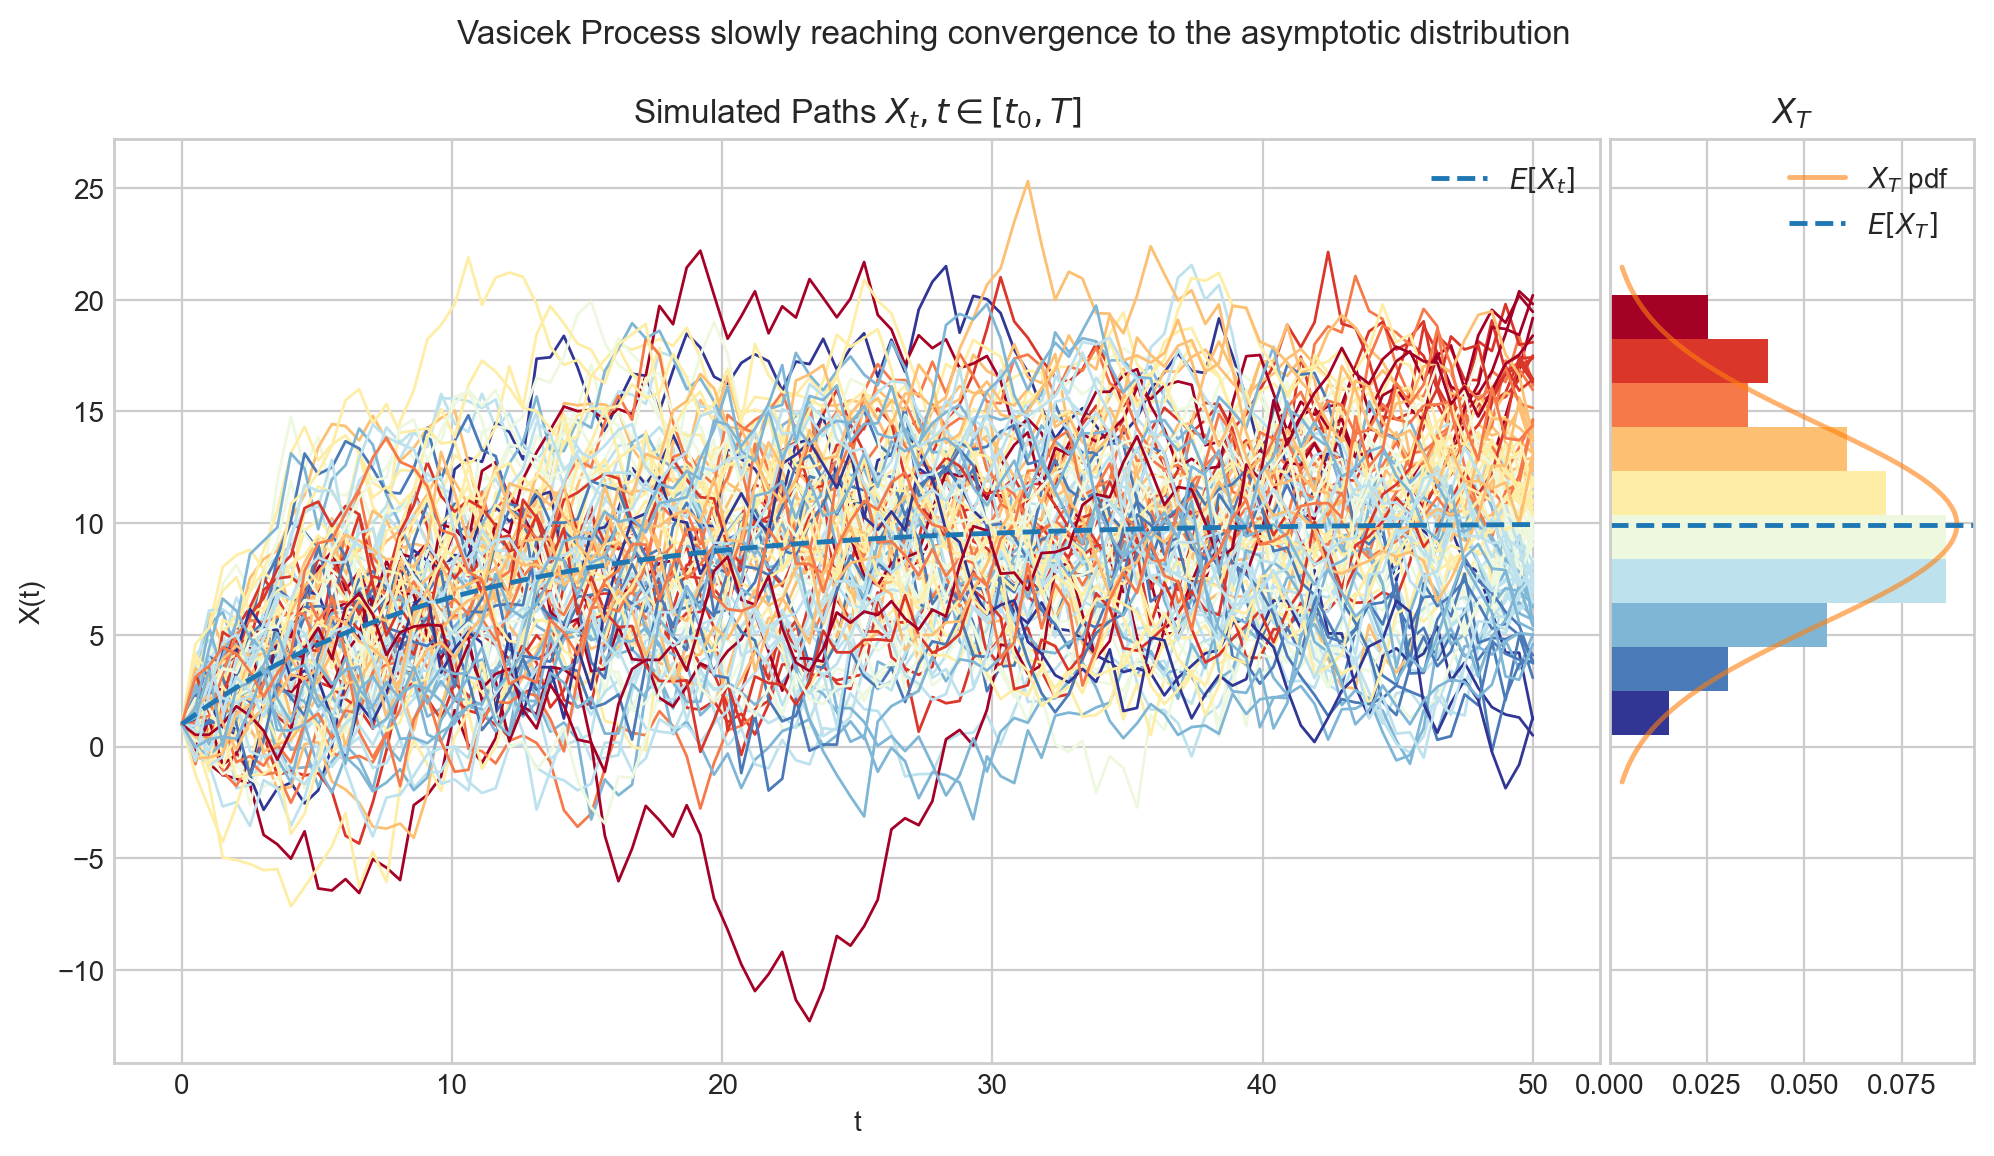 Vasicek Process slowly reaching convergence to the asymptotic distribution
Simulated Paths X_t, t ∈ [t_0, T]
X_T
E[X_t]
X_T pdf
E[X_T]
X(t)
25
20
15
10
5
0
−5
−10
0 10 20 30 40 50
0.000 0.025 0.050 0.075
t